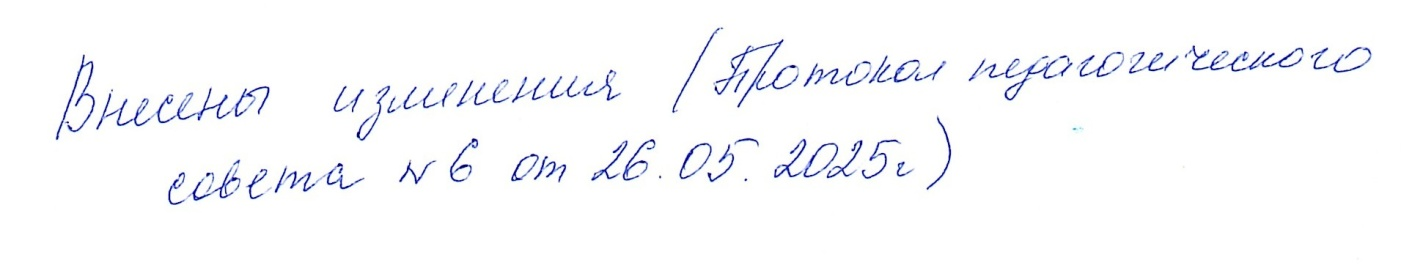 Внесены изменения (Протокол педагогического
совета № 6 от 26.05.2025г)